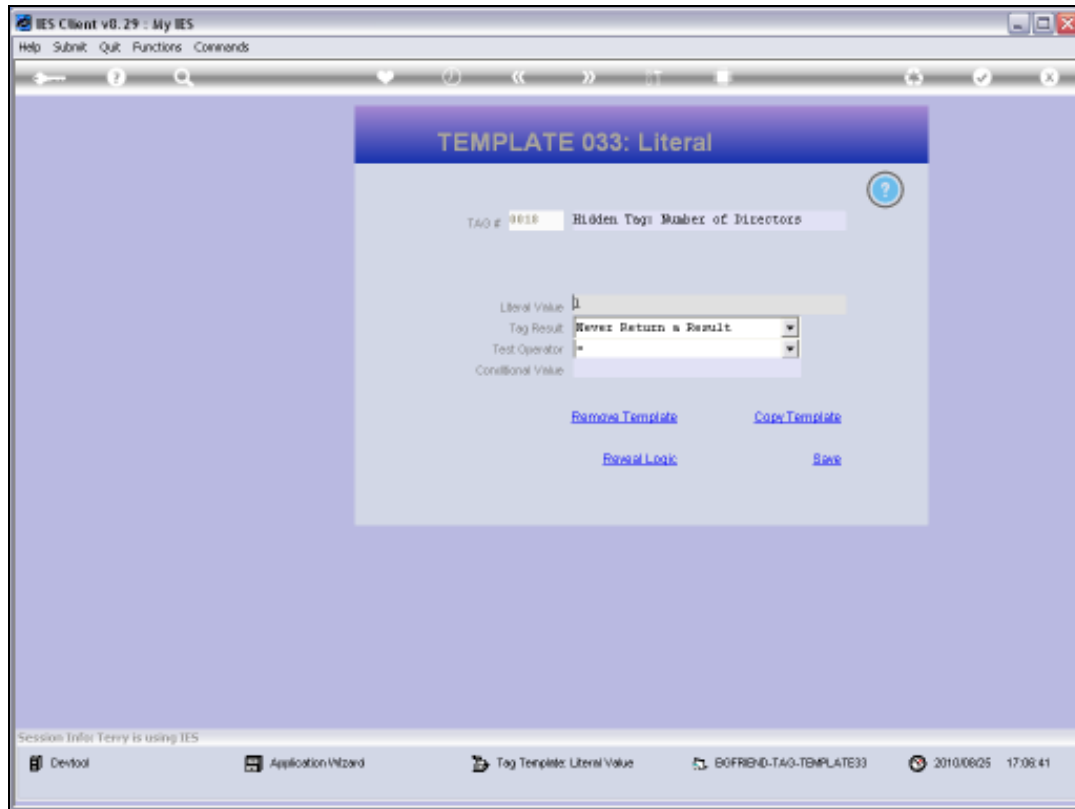 IES Client v8.29 : My IES
Help Submit Quit Functions Commands
TEMPLATE 033: Literal
TAG # 0018 Hidden Tag: Number of Directors
Literal Value 1
Tag Result Never Return a Result
Test Operator =
Conditional Value
Remove Template Copy Template
Reveal Logic Save
Session Info: Terry is using IES
Devtool Application Wizard Tag Template: Literal Value BGFRIEND-TAG-TEMPLATE33 2010/08/25 17:06:41